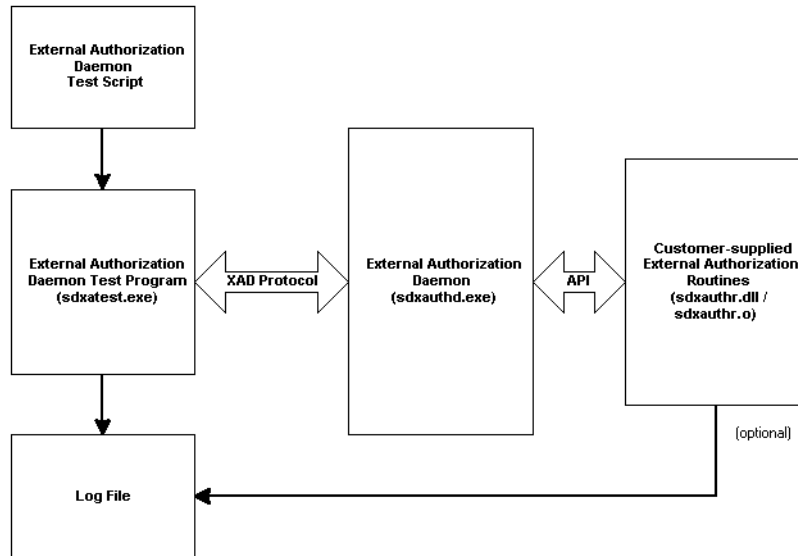 External Authorization
Daemon
Test Script
External Authorization
Daemon Test Program
(sdxatest.exe)
XAD Protocol
External Authorization
Daemon
(sdxauthd.exe)
API
Customer-supplied
External Authorization
Routines
(sdxauthr.dll /
sdxauthr.o)
(optional)
Log File